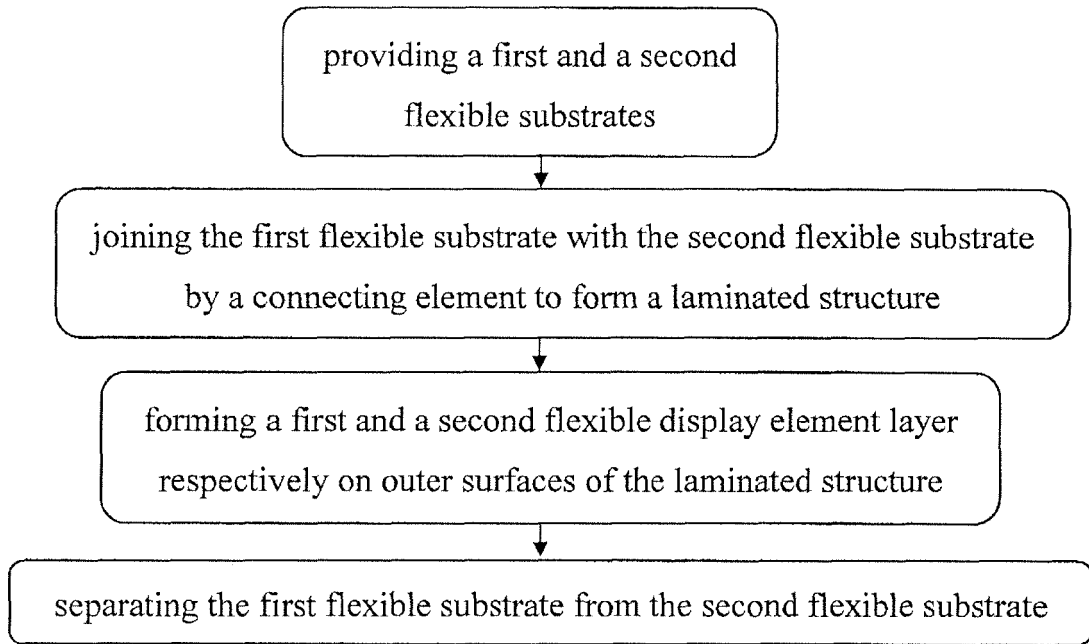 providing a first and a second
flexible substrates
joining the first flexible substrate with the second flexible substrate
by a connecting element to form a laminated structure
forming a first and a second flexible display element layer
respectively on outer surfaces of the laminated structure
separating the first flexible substrate from the second flexible substrate